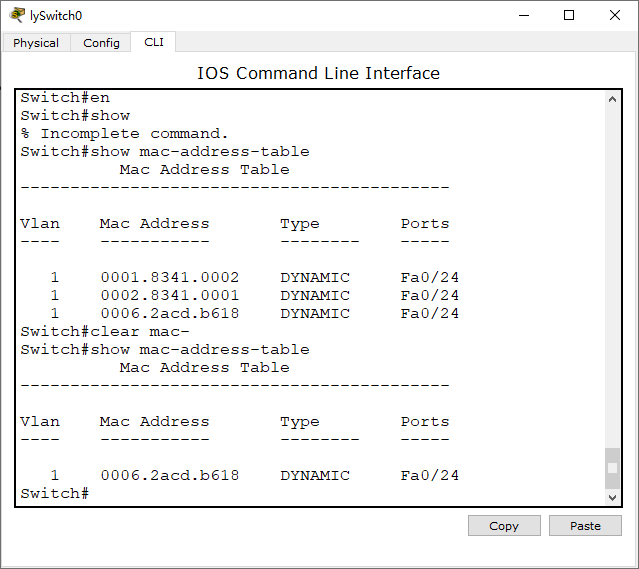 lySwitch0
Physical Config CLI
IOS Command Line Interface
Switch#en
Switch#show
% Incomplete command.
Switch#show mac-address-table
          Mac Address Table
-------------------------------------------

Vlan    Mac Address       Type        Ports
----    -----------       --------    -----

   1    0001.8341.0002    DYNAMIC     Fa0/24
   1    0002.8341.0001    DYNAMIC     Fa0/24
   1    0006.2acd.b618    DYNAMIC     Fa0/24
Switch#clear mac-
Switch#show mac-address-table
          Mac Address Table
-------------------------------------------

Vlan    Mac Address       Type        Ports
----    -----------       --------    -----

   1    0006.2acd.b618    DYNAMIC     Fa0/24
Switch#
Copy Paste